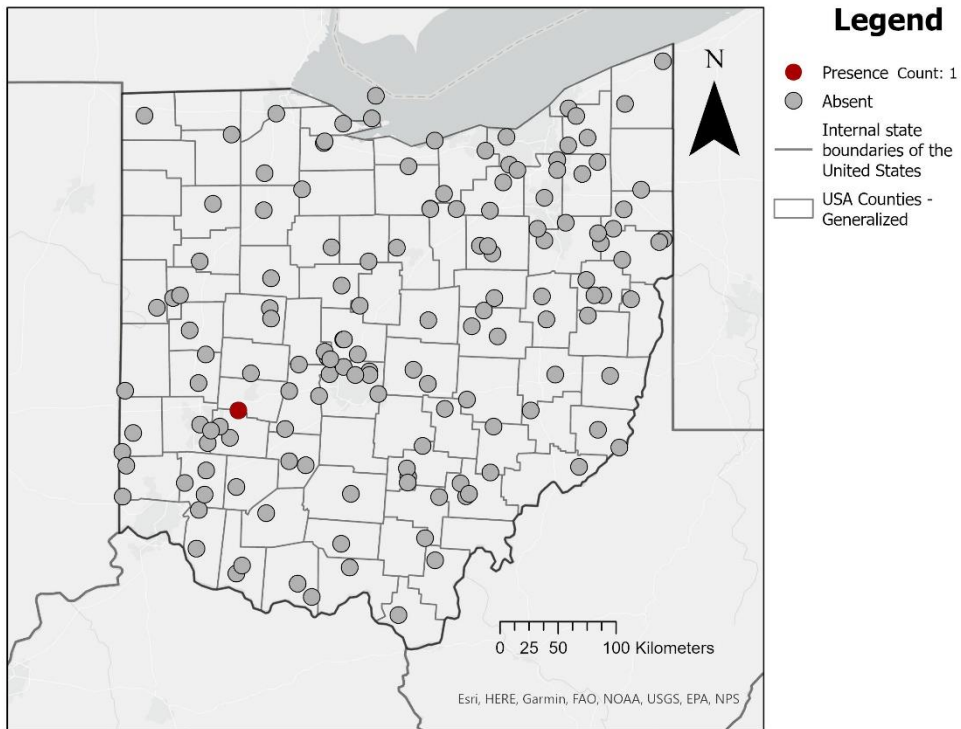 Legend
N
Presence Count: 1
Absent
Internal state
boundaries of the
United States
USA Counties -
Generalized
0 25 50 100 Kilometers
Esri, HERE, Garmin, FAO, NOAA, USGS, EPA, NPS